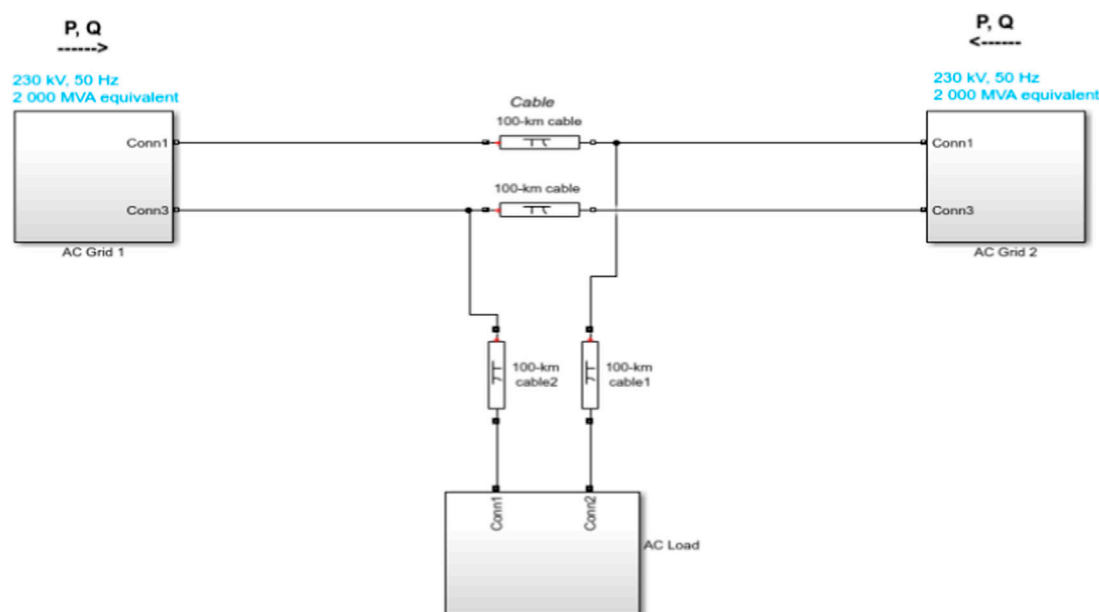 P, Q
------>
230 kV, 50 Hz
2 000 MVA equivalent
Conn1
Conn3
AC Grid 1
Cable
100-km cable
100-km cable
P, Q
<------
230 kV, 50 Hz
2 000 MVA equivalent
Conn1
Conn3
AC Grid 2
100-km
cable2
100-km
cable1
Conn1
Conn2
AC Load